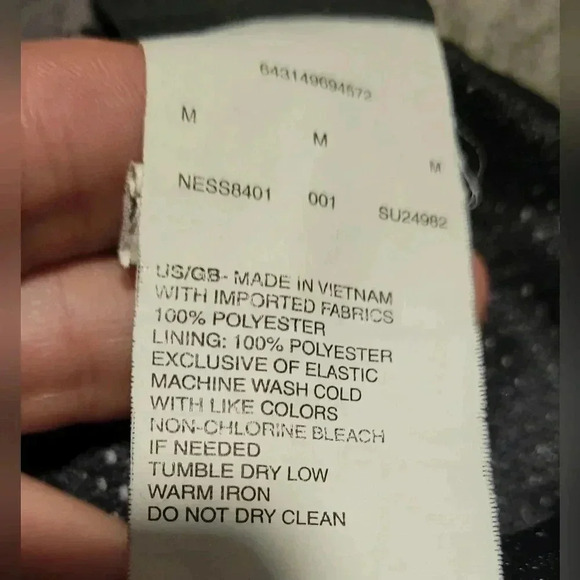 643149694572
M M M
NESS8401 001 SU24982
US/GB- MADE IN VIETNAM
WITH IMPORTED FABRICS
100% POLYESTER
LINING: 100% POLYESTER
EXCLUSIVE OF ELASTIC
MACHINE WASH COLD
WITH LIKE COLORS
NON-CHLORINE BLEACH
IF NEEDED
TUMBLE DRY LOW
WARM IRON
DO NOT DRY CLEAN